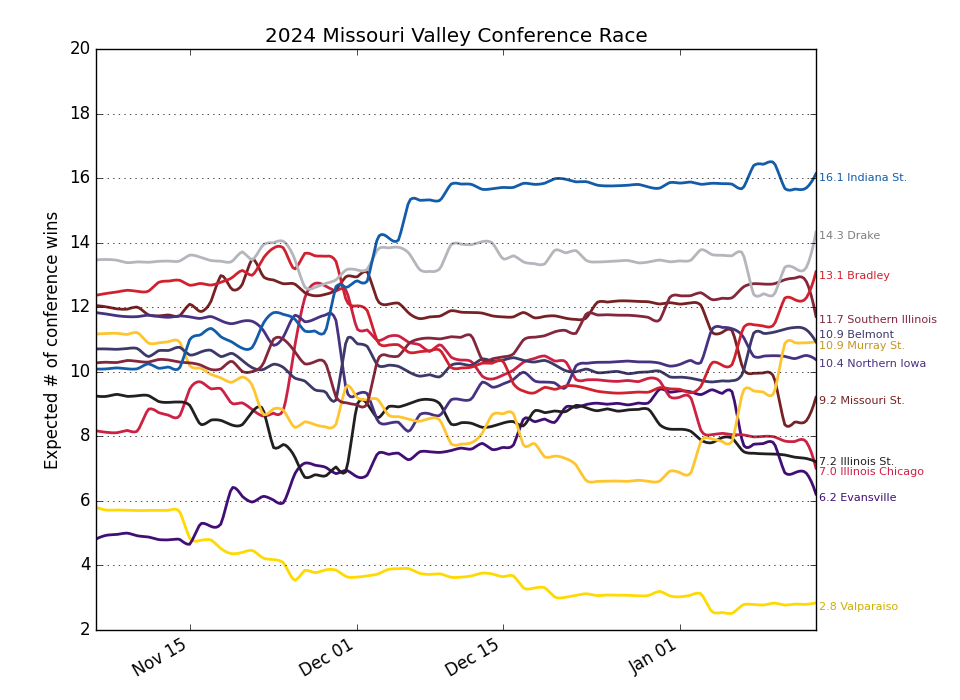 2024 Missouri Valley Conference Race
Expected # of conference wins
20
18
16
14
12
10
8
6
4
2
Nov 15
Dec 01
Dec 15
Jan 01
16.1 Indiana St.
14.3 Drake
13.1 Bradley
11.7 Southern Illinois
10.9 Belmont
10.9 Murray St.
10.4 Northern Iowa
9.2 Missouri St.
7.2 Illinois St.
7.0 Illinois Chicago
6.2 Evansville
2.8 Valparaiso